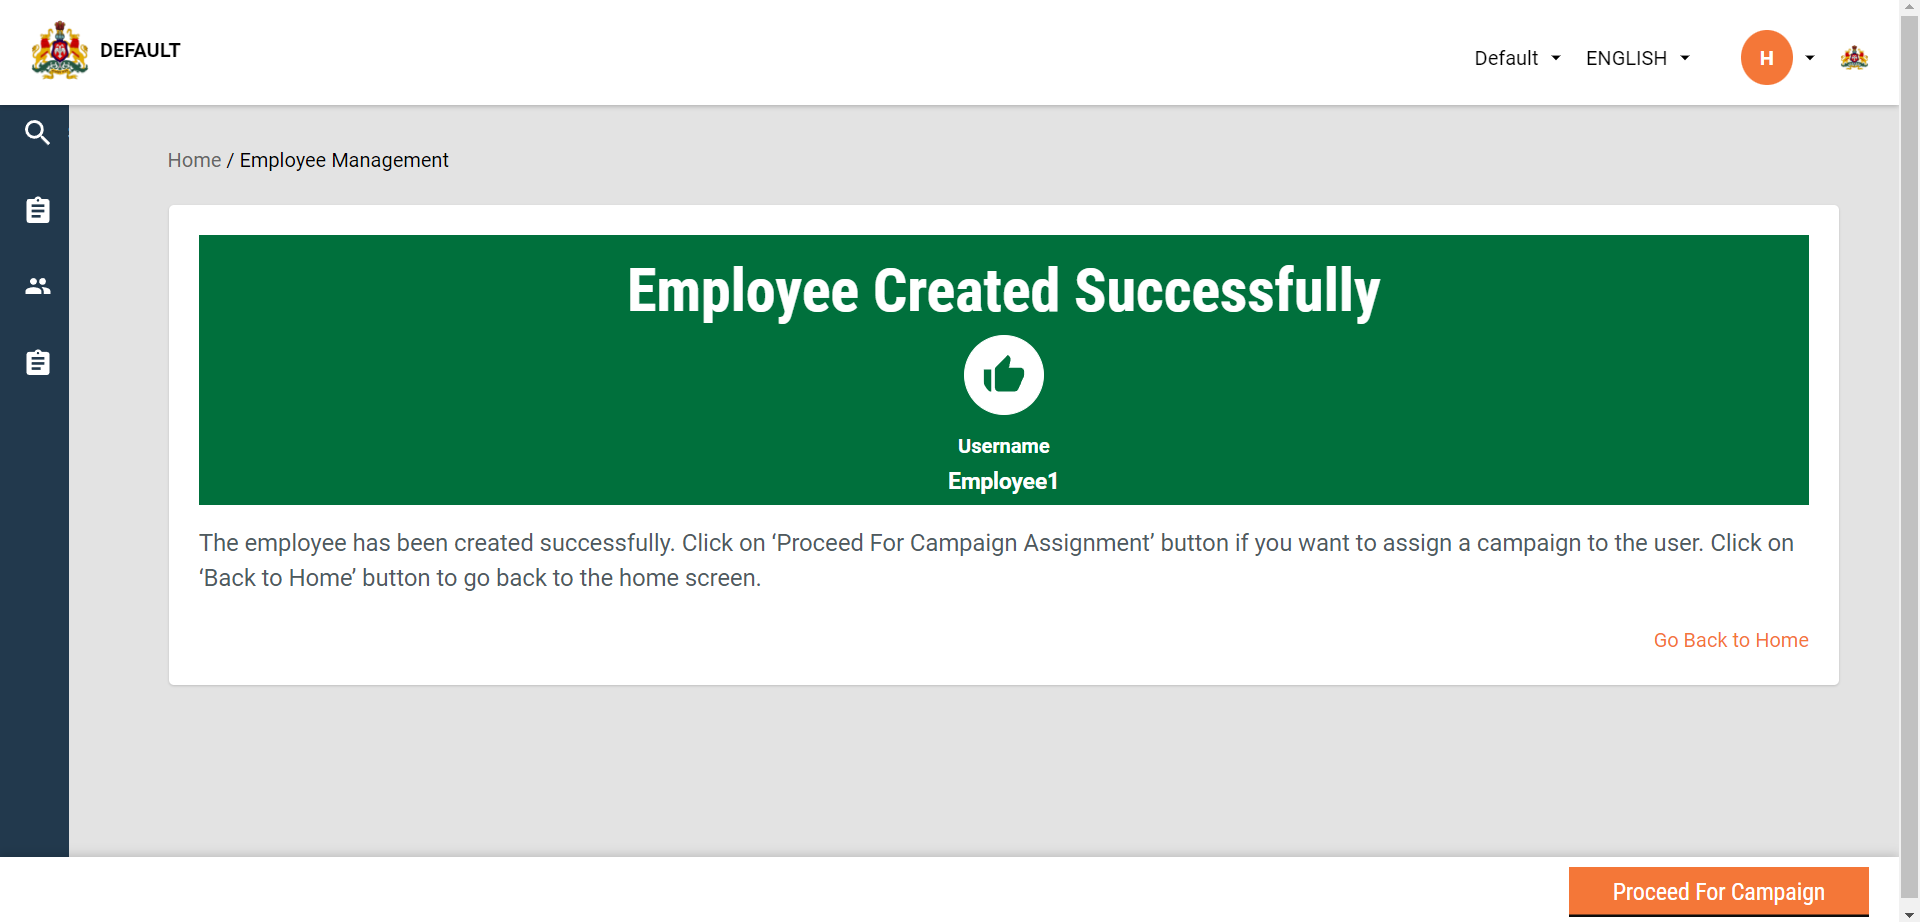 DEFAULT
Default
ENGLISH
H
Home / Employee Management
Employee Created Successfully
Username
Employee1
The employee has been created successfully. Click on ‘Proceed For Campaign Assignment’ button if you want to assign a campaign to the user. Click on
‘Back to Home’ button to go back to the home screen.
Go Back to Home
Proceed For Campaign